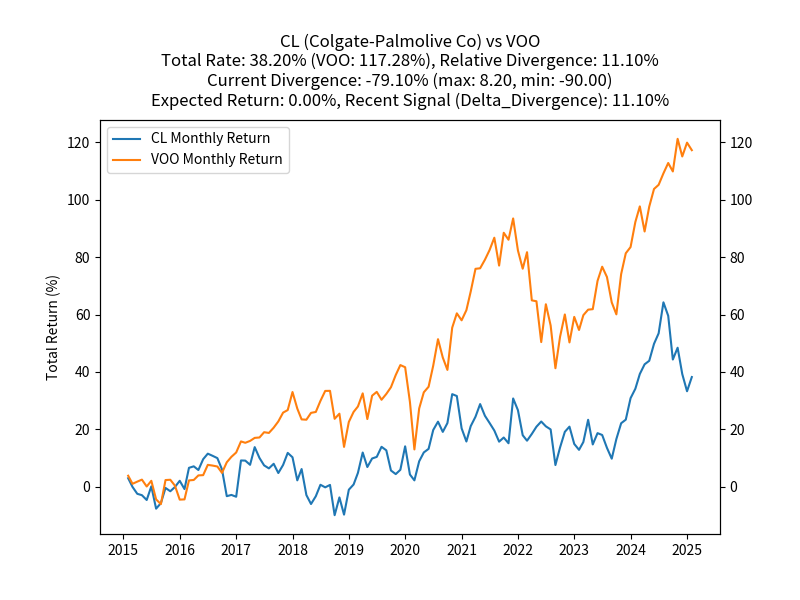 CL (Colgate-Palmolive Co) vs VOO
Total Rate: 38.20% (VOO: 117.28%), Relative Divergence: 11.10%
Current Divergence: -79.10% (max: 8.20, min: -90.00)
Expected Return: 0.00%, Recent Signal (Delta_Divergence): 11.10%
CL Monthly Return
VOO Monthly Return
Total Return (%)
120 120
100 100
80 80
60 60
40 40
20 20
0 0
2015 2016 2017 2018 2019 2020 2021 2022 2023 2024 2025